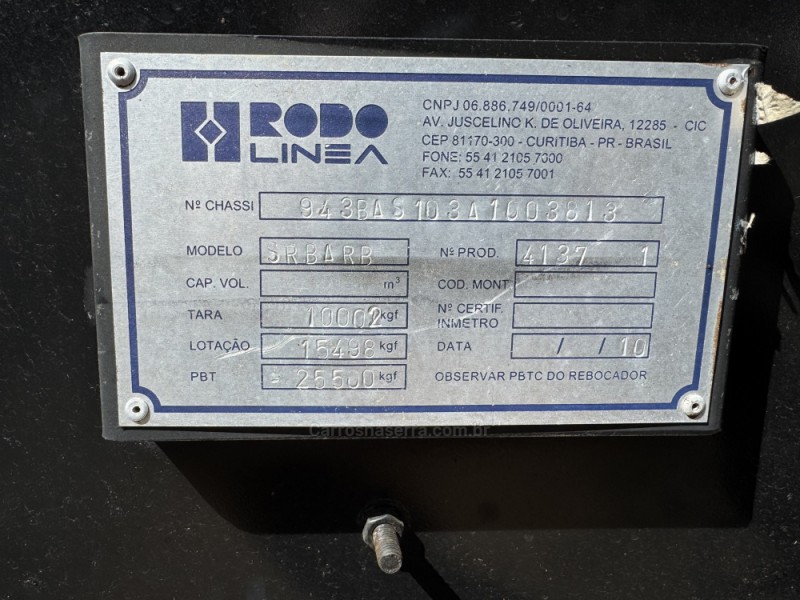 RODO
LINEA
CNPJ 06.886.749/0001-64
AV. JUSCELINO K. DE OLIVEIRA, 12285 - CIC
CEP 81170-300 - CURITIBA - PR - BRASIL
FONE: 55 41 2105 7000
FAX: 55 41 2105 7001
Nº CHASSI 943BAS103A1003813
MODELO SRBARB Nº PROD. 4137 1
CAP. VOL. m³ COD. MONT.
TARA 10002 kgf Nº CERTIF. INMETRO
LOTAÇÃO 15498 kgf DATA / / 10
PBT = 25500 kgf OBSERVAR PBTC DO REBOCADOR
Carrosnaserra.com.br